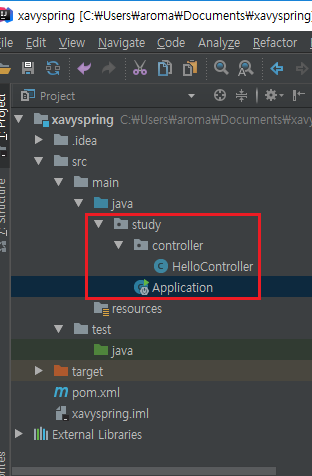 xavyspring [C:₩Users₩aroma₩Documents₩xavyspring]
File Edit View Navigate Code Analyze Refactor
Project
1: Project
xavyspring C:₩Users₩aroma₩Documents₩xavy
.idea
src
main
java
study
controller
HelloController
Application
resources
test
java
target
pom.xml
xavyspring.iml
External Libraries
Z: Structure